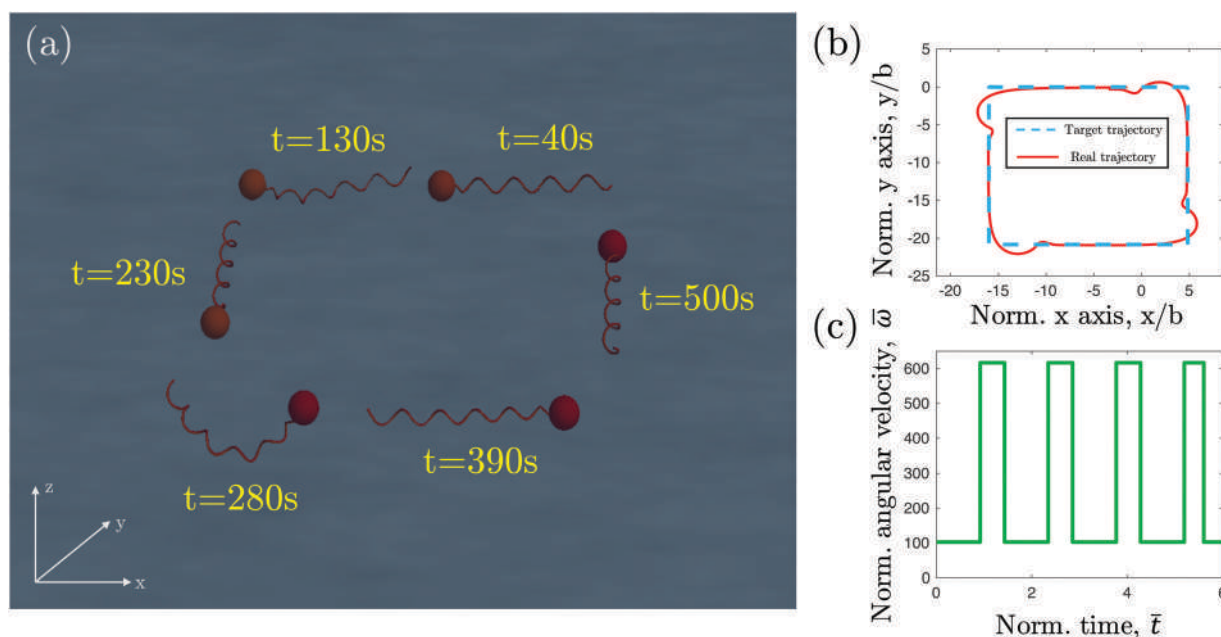 (a)
t=130s
t=40s
t=230s
t=500s
t=280s
t=390s
z
y
x
(b)
Norm. y axis, y/b
5
0
-5
-10
-15
-20
-25
Target trajectory
Real trajectory
-20 -15 -10 -5 0 5
Norm. x axis, x/b
(c)
Norm. angular velocity, ω̅
600
500
400
300
200
100
0 2 4 6
Norm. time, t̅